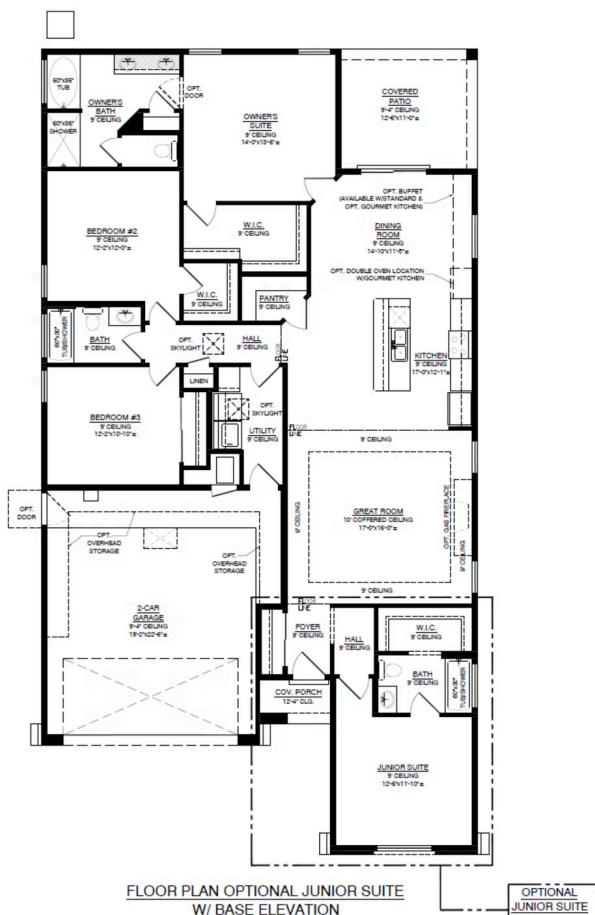 60"x36"
TUB
OWNER'S
BATH
9' CEILING
60"x36"
SHOWER
OPT.
DOOR
OWNER'S
SUITE
9' CEILING
14'-0"x13'-6"±
COVERED
PATIO
9'-4" CEILING
12'-6"x11'-0"±
OPT. BUFFET
(AVAILABLE W/STANDARD &
OPT. GOURMET KITCHEN)
BEDROOM #2
9' CEILING
12'-2"x12'-0"±
W.I.C.
9' CEILING
DINING
ROOM
9' CEILING
14'-10"x11'-5"±
OPT. DOUBLE OVEN LOCATION
W/GOURMET KITCHEN
W.I.C.
9' CEILING
PANTRY
9' CEILING
60"x30"
TUB/SHOWER
BATH
9' CEILING
OPT.
SKYLIGHT
HALL
9' CEILING
FLOOR
LINE
KITCHEN
9' CEILING
17'-0"x12'-1"±
LINEN
BEDROOM #3
9' CEILING
12'-2"x10'-10"±
OPT.
SKYLIGHT
UTILITY
9' CEILING
FLOOR
LINE
9' CEILING
GREAT ROOM
10' COFFERED CEILING
17'-0"x16'-0"±
9' CEILING
OPT. GAS FIREPLACE
9' CEILING
9' CEILING
OPT.
DOOR
OPT.
OVERHEAD
STORAGE
OPT.
OVERHEAD
STORAGE
2-CAR
GARAGE
9'-4" CEILING
19'-2"x22'-6"±
FLOOR
LINE
FOYER
9' CEILING
HALL
9' CEILING
W.I.C.
9' CEILING
BATH
9' CEILING
60"x30"
TUB/SHOWER
COV. PORCH
12'-4" CLG.
JUNIOR SUITE
9' CEILING
12'-6"x11'-10"±
FLOOR PLAN OPTIONAL JUNIOR SUITE
W/ BASE ELEVATION
OPTIONAL
JUNIOR SUITE